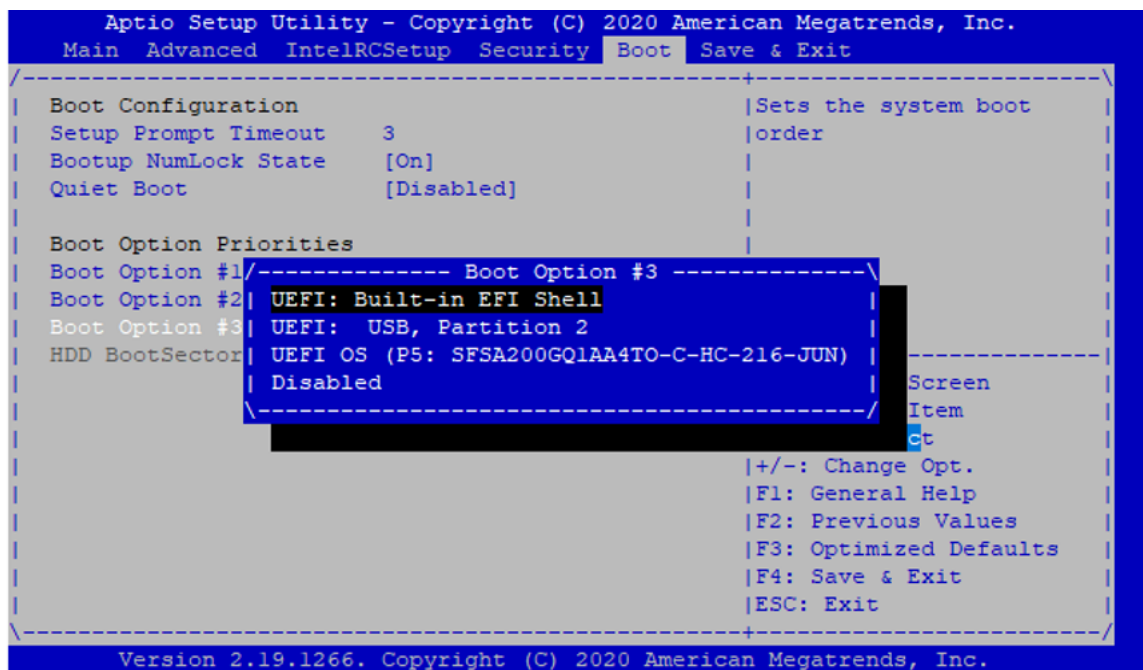 Aptio Setup Utility - Copyright (C) 2020 American Megatrends, Inc.
Main Advanced IntelRCSetup Security Boot Save & Exit
Boot Configuration
Setup Prompt Timeout 3
Bootup NumLock State [On]
Quiet Boot [Disabled]
Boot Option Priorities
Boot Option #1
Boot Option #2
Boot Option #3
HDD BootSector
Boot Option #3
UEFI: Built-in EFI Shell
UEFI: USB, Partition 2
UEFI OS (P5: SFSA200GQ1AA4TO-C-HC-216-JUN)
Disabled
Sets the system boot
order
Screen
Item
ct
+/-: Change Opt.
F1: General Help
F2: Previous Values
F3: Optimized Defaults
F4: Save & Exit
ESC: Exit
Version 2.19.1266. Copyright (C) 2020 American Megatrends, Inc.